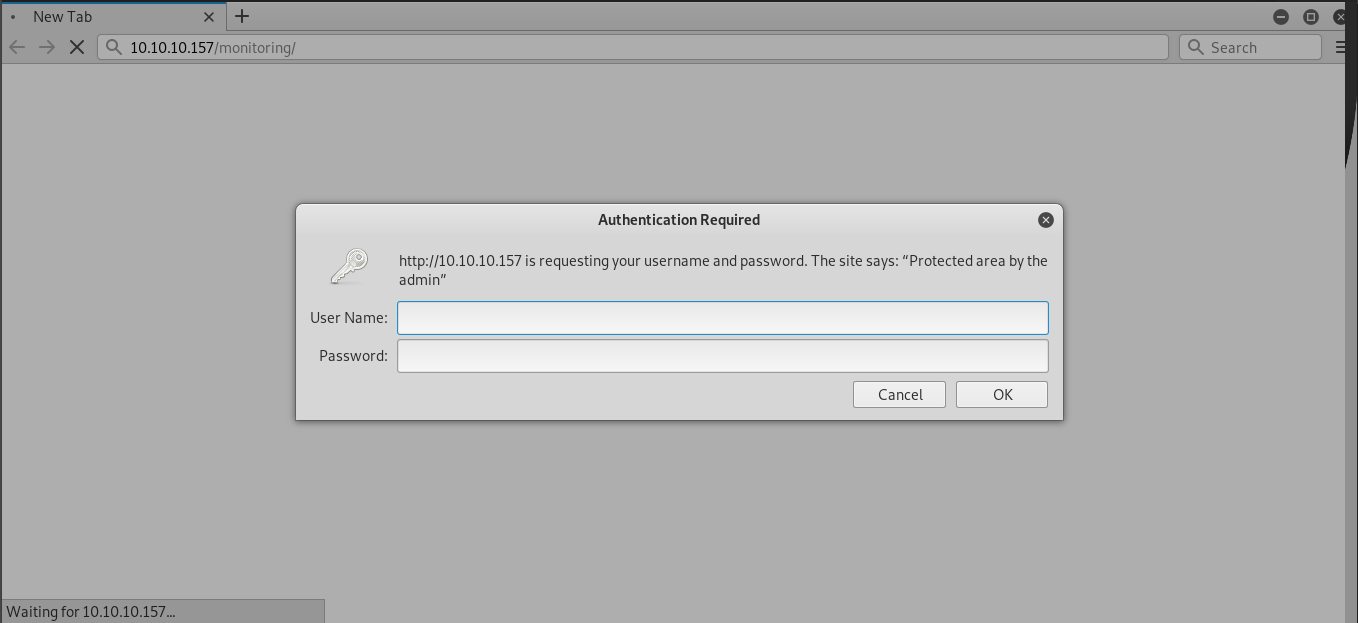 New Tab
10.10.10.157/monitoring/
Search
Authentication Required
http://10.10.10.157 is requesting your username and password. The site says: “Protected area by the
admin”
User Name:
Password:
Cancel OK
Waiting for 10.10.10.157...